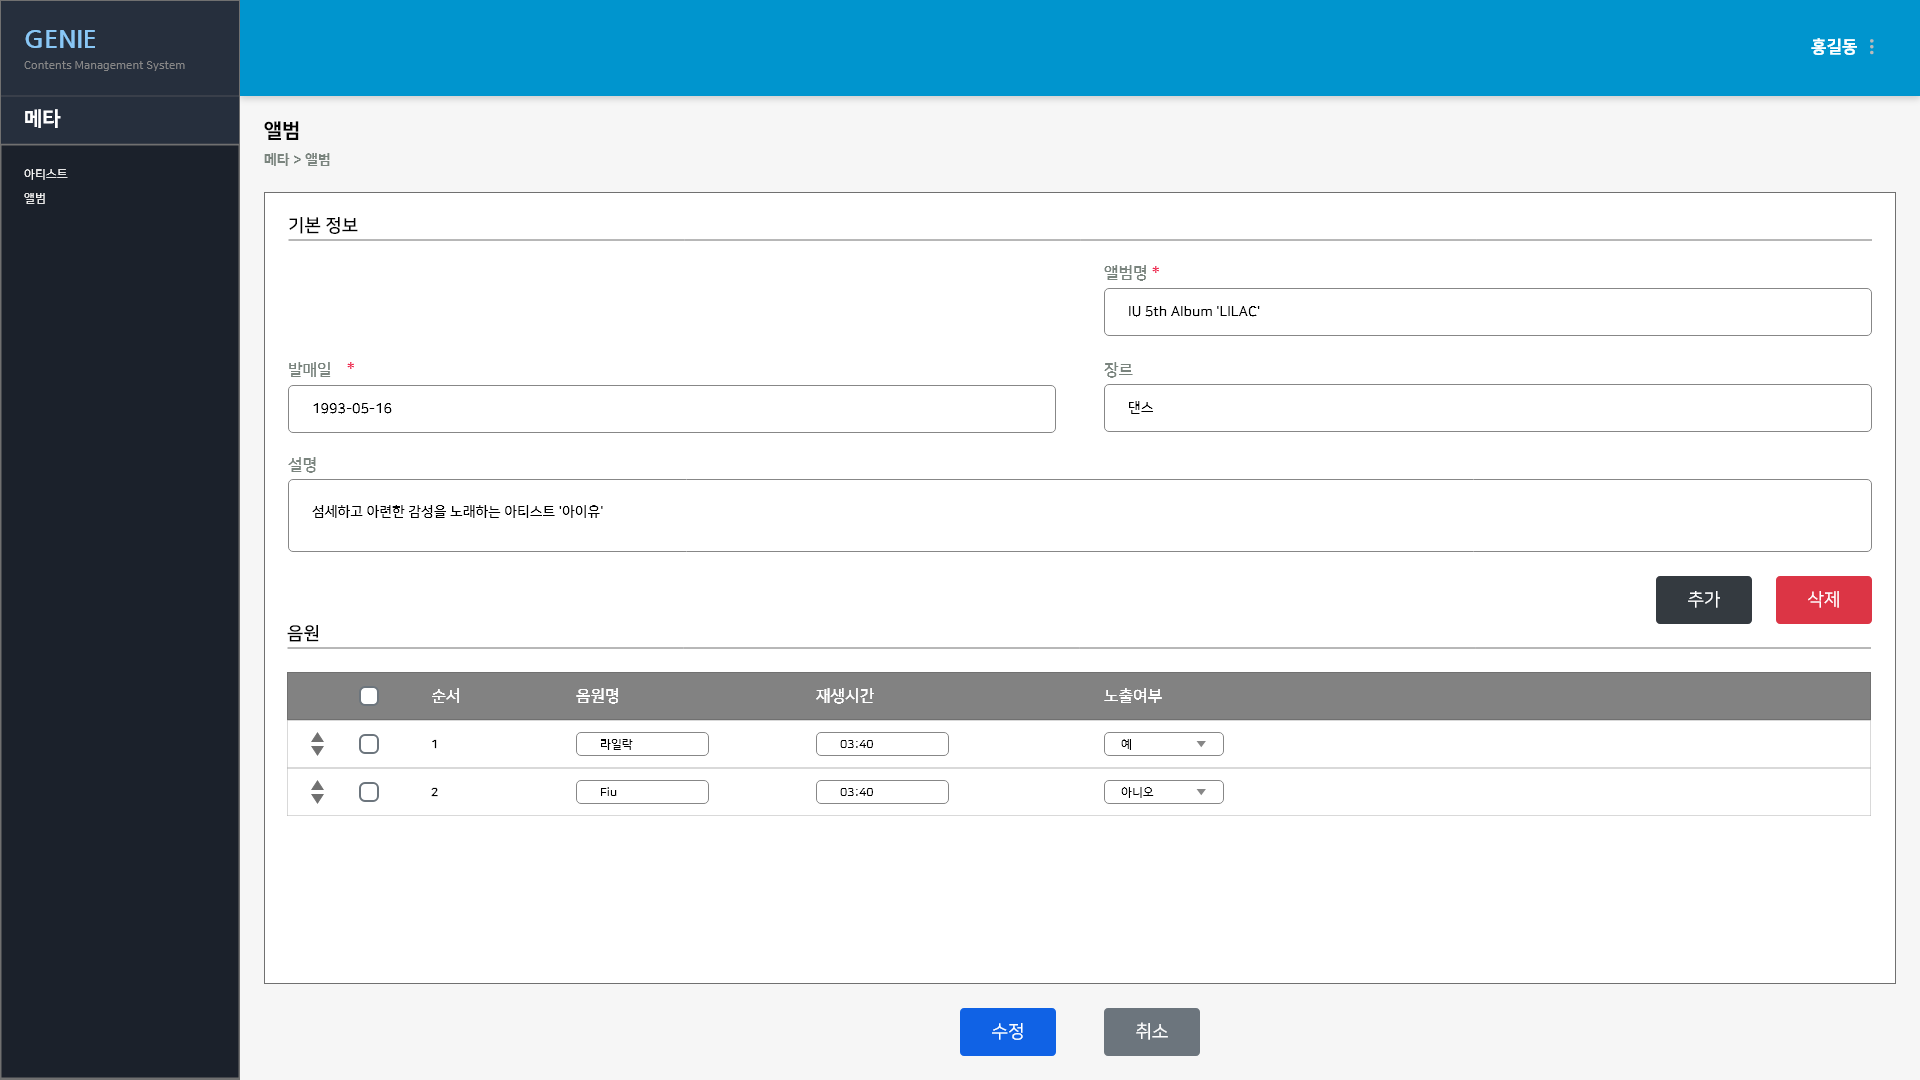 GENIE
Contents Management System
홍길동
메타
앨범
메타 > 앨범
아티스트
앨범
기본 정보
앨범명 *
IU 5th Album 'LILAC'
발매일 *
장르
1993-05-16
댄스
설명
섬세하고 아련한 감성을 노래하는 아티스트 '아이유'
추가
삭제
음원
순서 음원명 재생시간 노출여부
1 라일락 03:40 예
2 Fiu 03:40 아니오
수정
취소